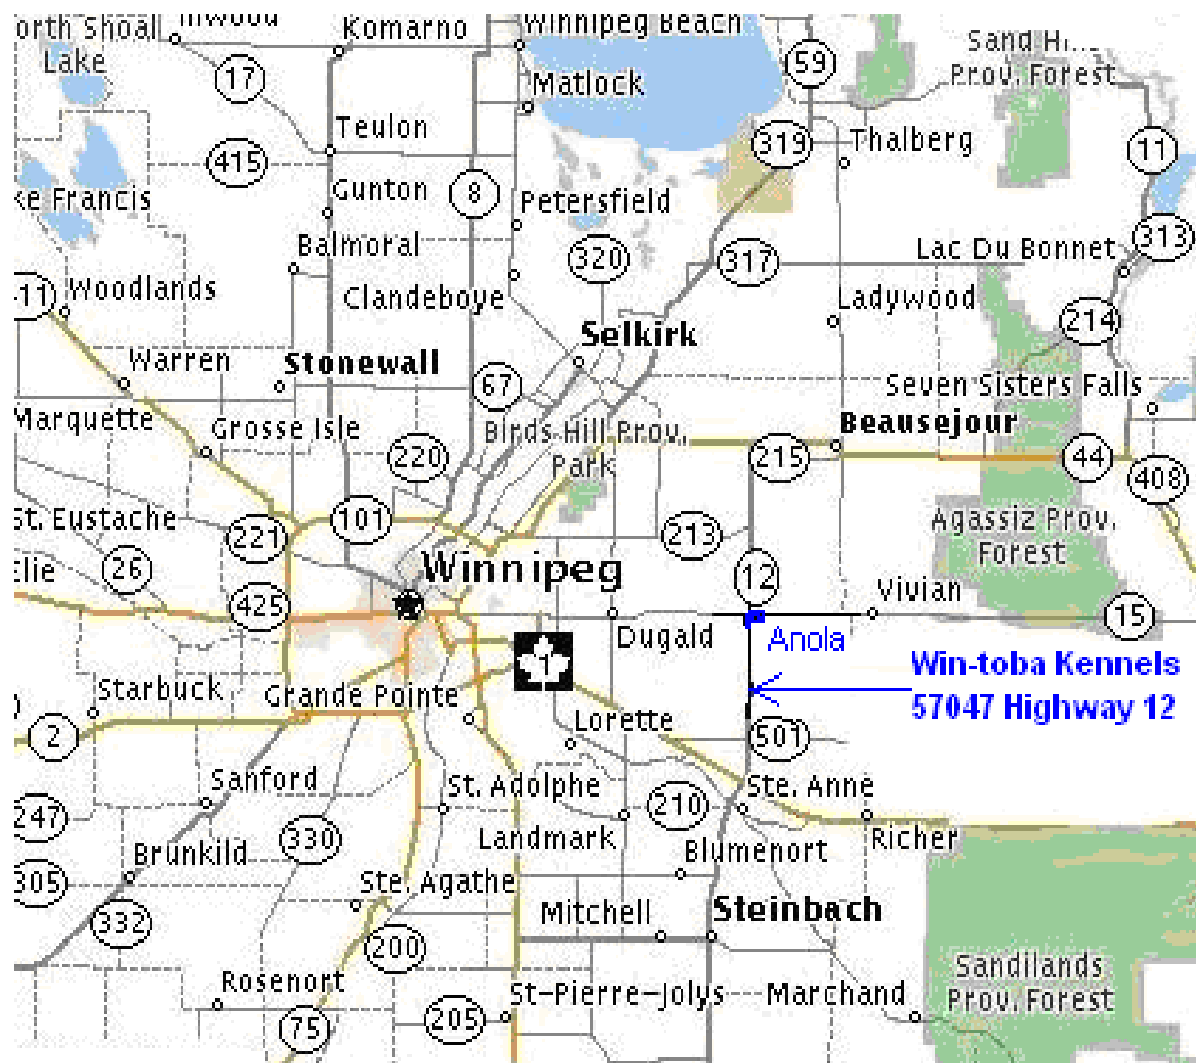 Winnipeg Beach
Komarno
orth Shoal
Lake
Sand H...
Prov. Forest
59
17
Matlock
Teulon
319
Thalberg
11
415
Gunton
8
ke Francis
Petersfield
Balmoral
320
317
Lac Du Bonnet
313
Woodlands
11
Clandeboye
Ladywood
Selkirk
214
Warren
Stonewall
67
Seven Sisters Falls
Marquette
Grosse Isle
Birds Hill Prov.
Park
Beausejour
220
215
44
408
St. Eustache
101
221
213
Agassiz Prov.
Forest
Elie
26
Winnipeg
12
425
Vivian
15
Dugald
Anola
1
Win-toba Kennels
57047 Highway 12
Starbuck
Grande Pointe
2
Lorette
501
Sanford
St. Adolphe
Ste. Anne
247
210
330
Landmark
Richer
Brunkild
Blumenort
305
Ste. Agathe
332
Mitchell
Steinbach
200
Sandilands
Prov. Forest
Rosenort
St-Pierre-Jolys
Marchand
75
205